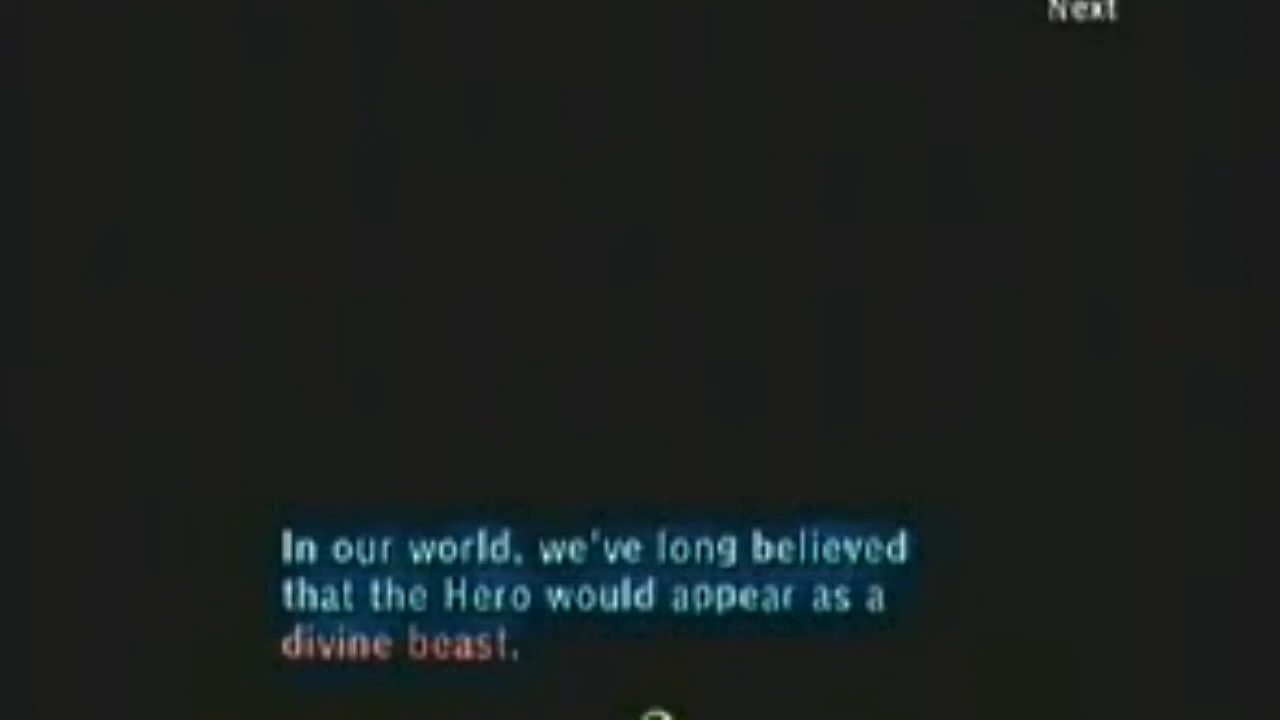 Next
In our world, we've long believed
that the Hero would appear as a
divine beast.